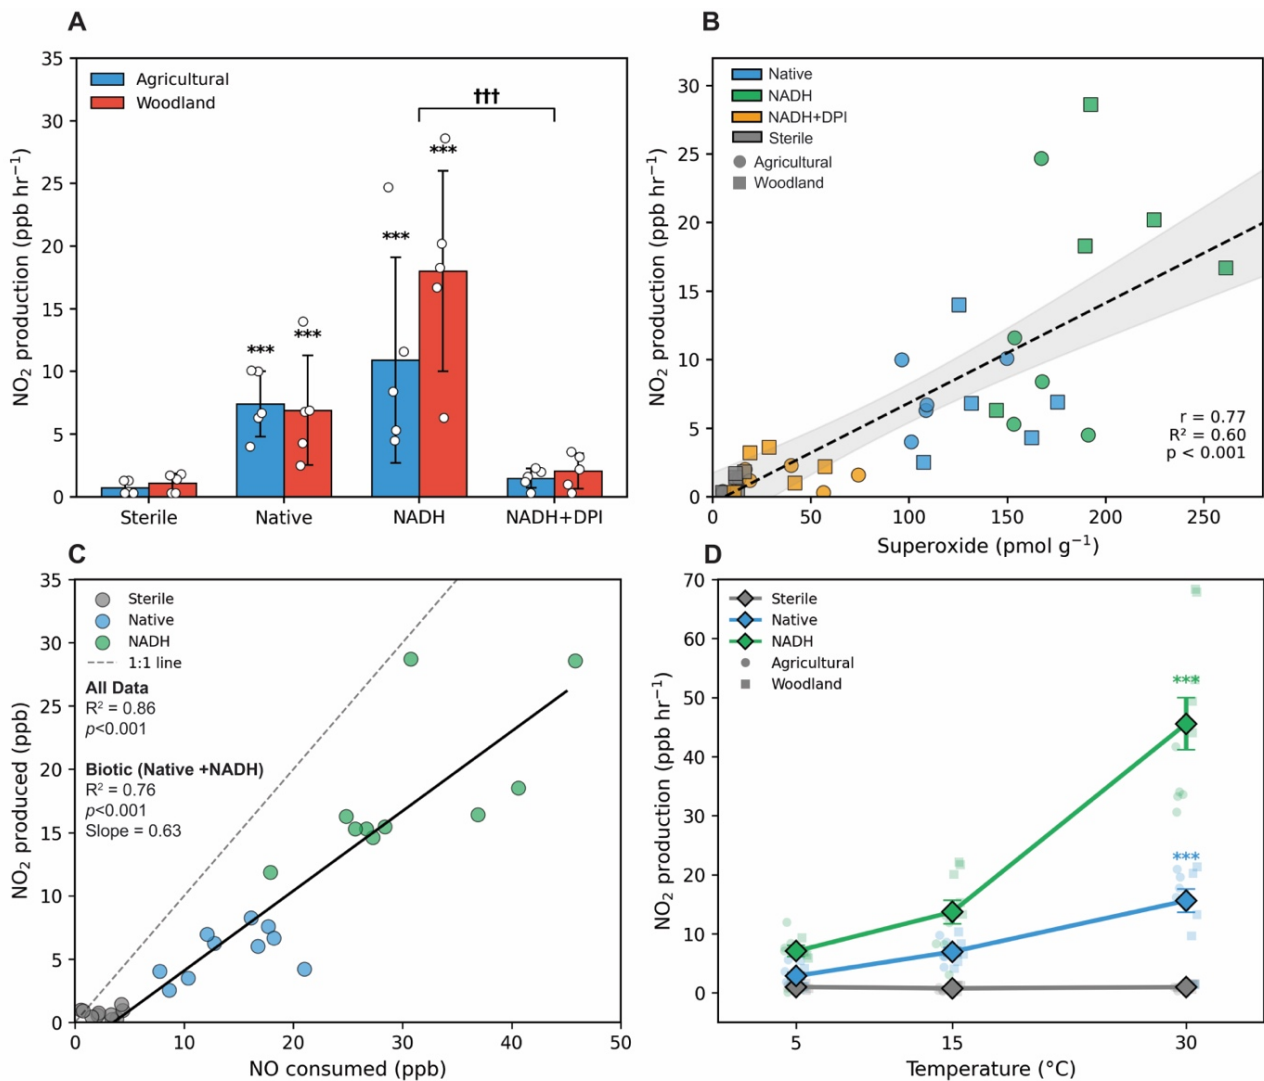 A
NO₂ production (ppb hr⁻¹)
35
30
25
20
15
10
5
0
Agricultural
Woodland
†††
***
***
***
***
Sterile
Native
NADH
NADH+DPI
B
NO₂ production (ppb hr⁻¹)
30
25
20
15
10
5
0
Native
NADH
NADH+DPI
Sterile
Agricultural
Woodland
r = 0.77
R² = 0.60
p < 0.001
0
50
100
150
200
250
Superoxide (pmol g⁻¹)
C
NO₂ produced (ppb)
35
30
25
20
15
10
5
0
Sterile
Native
NADH
1:1 line
All Data
R² = 0.86
p<0.001
Biotic (Native +NADH)
R² = 0.76
p<0.001
Slope = 0.63
0
10
20
30
40
50
NO consumed (ppb)
D
NO₂ production (ppb hr⁻¹)
70
60
50
40
30
20
10
0
Sterile
Native
NADH
Agricultural
Woodland
***
***
5
15
30
Temperature (°C)